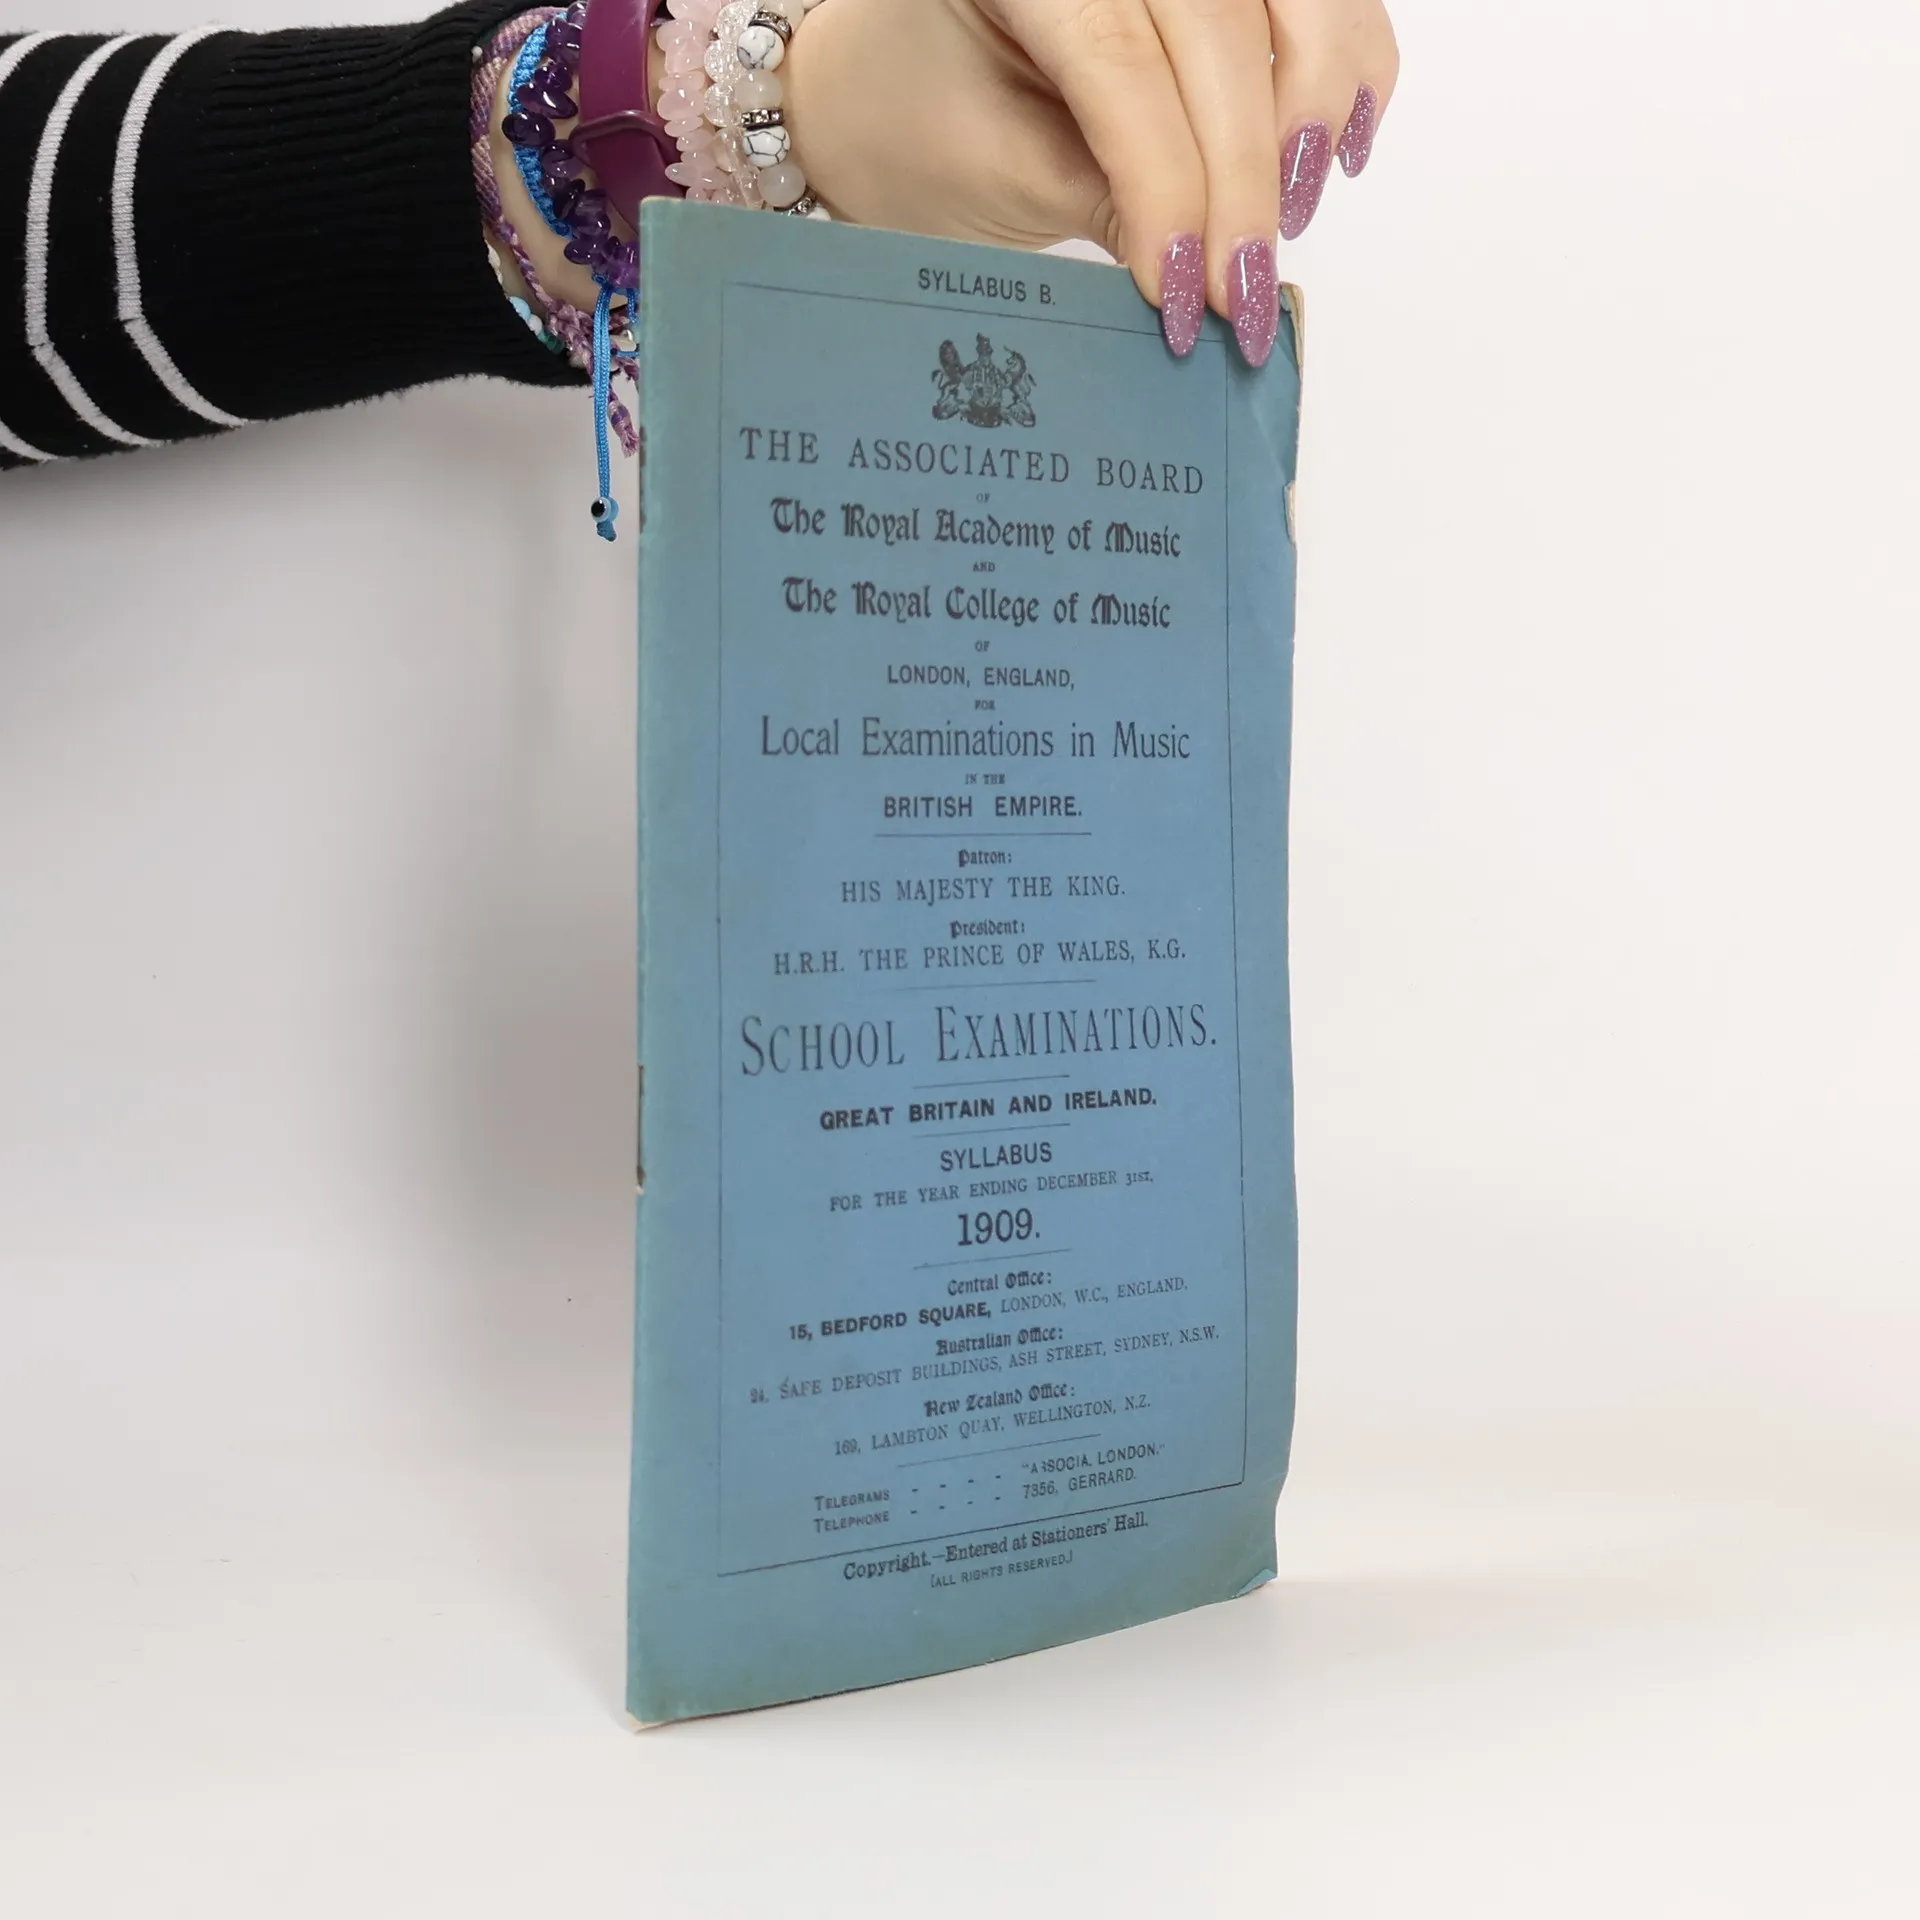 SYLLABUS B.
THE ASSOCIATED BOARD
OF
The Royal Academy of Music
AND
The Royal College of Music
OF
LONDON, ENGLAND,
FOR
Local Examinations in Music
IN THE
BRITISH EMPIRE.
Patron:
HIS MAJESTY THE KING.
President:
H.R.H. THE PRINCE OF WALES, K.G.
SCHOOL EXAMINATIONS.
GREAT BRITAIN AND IRELAND.
SYLLABUS
FOR THE YEAR ENDING DECEMBER 31ST,
1909.
Central Office:
15, BEDFORD SQUARE, LONDON, W.C., ENGLAND.
Australian Office:
94, SAFE DEPOSIT BUILDINGS, ASH STREET, SYDNEY, N.S.W.
New Zealand Office:
169, LAMBTON QUAY, WELLINGTON, N.Z.
TELEGRAMS - - - - "ASSOCIA, LONDON."
TELEPHONE - - - - 7356, GERRARD.
Copyright.—Entered at Stationers' Hall.
[ALL RIGHTS RESERVED.]